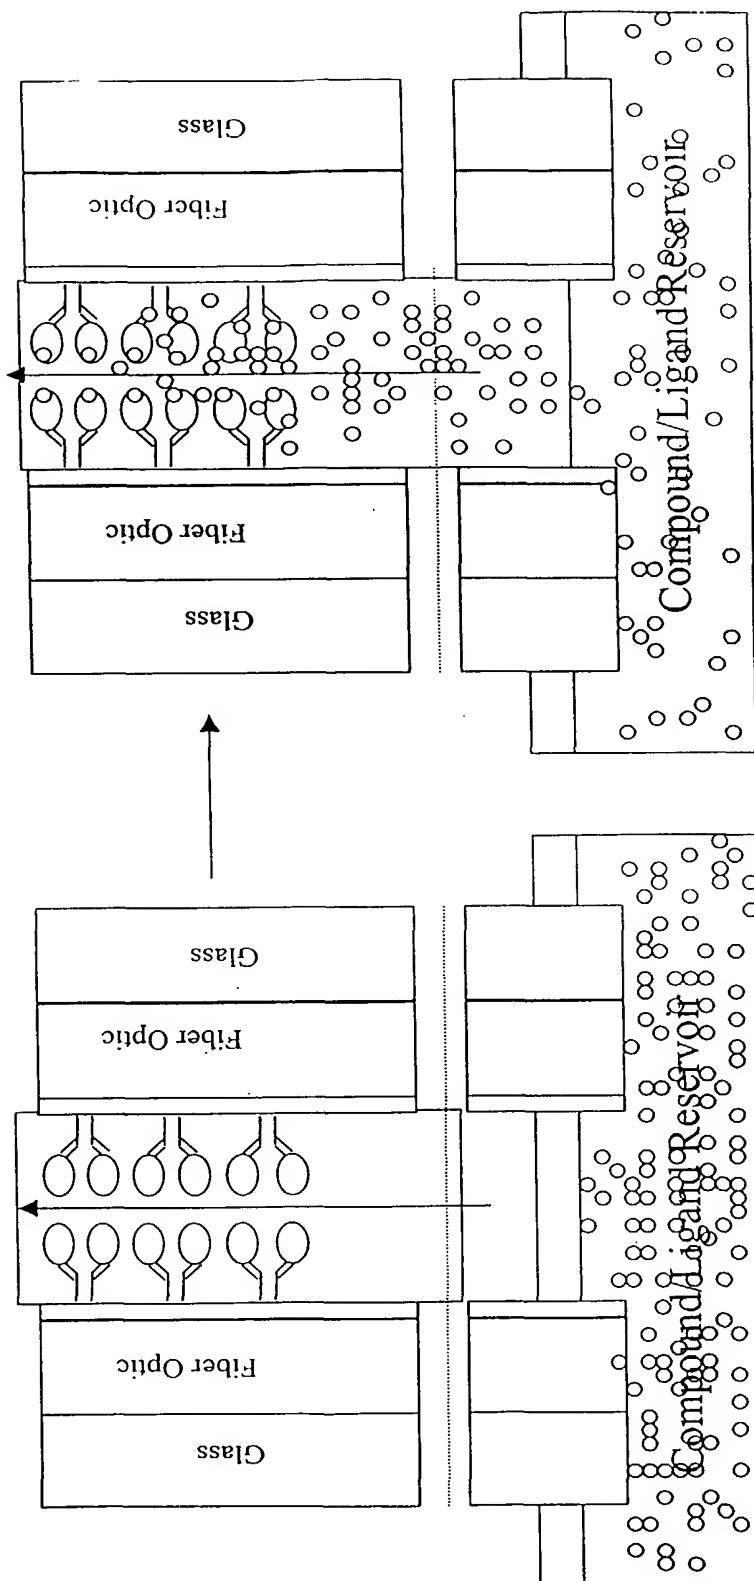 Glass
Fiber Optic
Fiber Optic
Glass
Compound/Ligand Reservoir
Glass
Fiber Optic
Fiber Optic
Glass
Compound/Ligand Reservoir